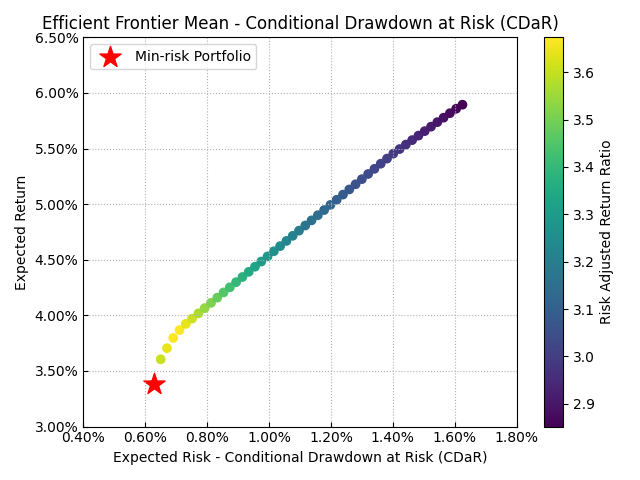 Efficient Frontier Mean - Conditional Drawdown at Risk (CDaR)
Min-risk Portfolio
6.50%
6.00%
5.50%
5.00%
4.50%
4.00%
3.50%
3.00%
Expected Return
0.40% 0.60% 0.80% 1.00% 1.20% 1.40% 1.60% 1.80%
Expected Risk - Conditional Drawdown at Risk (CDaR)
3.6
3.5
3.4
3.3
3.2
3.1
3.0
2.9
Risk Adjusted Return Ratio